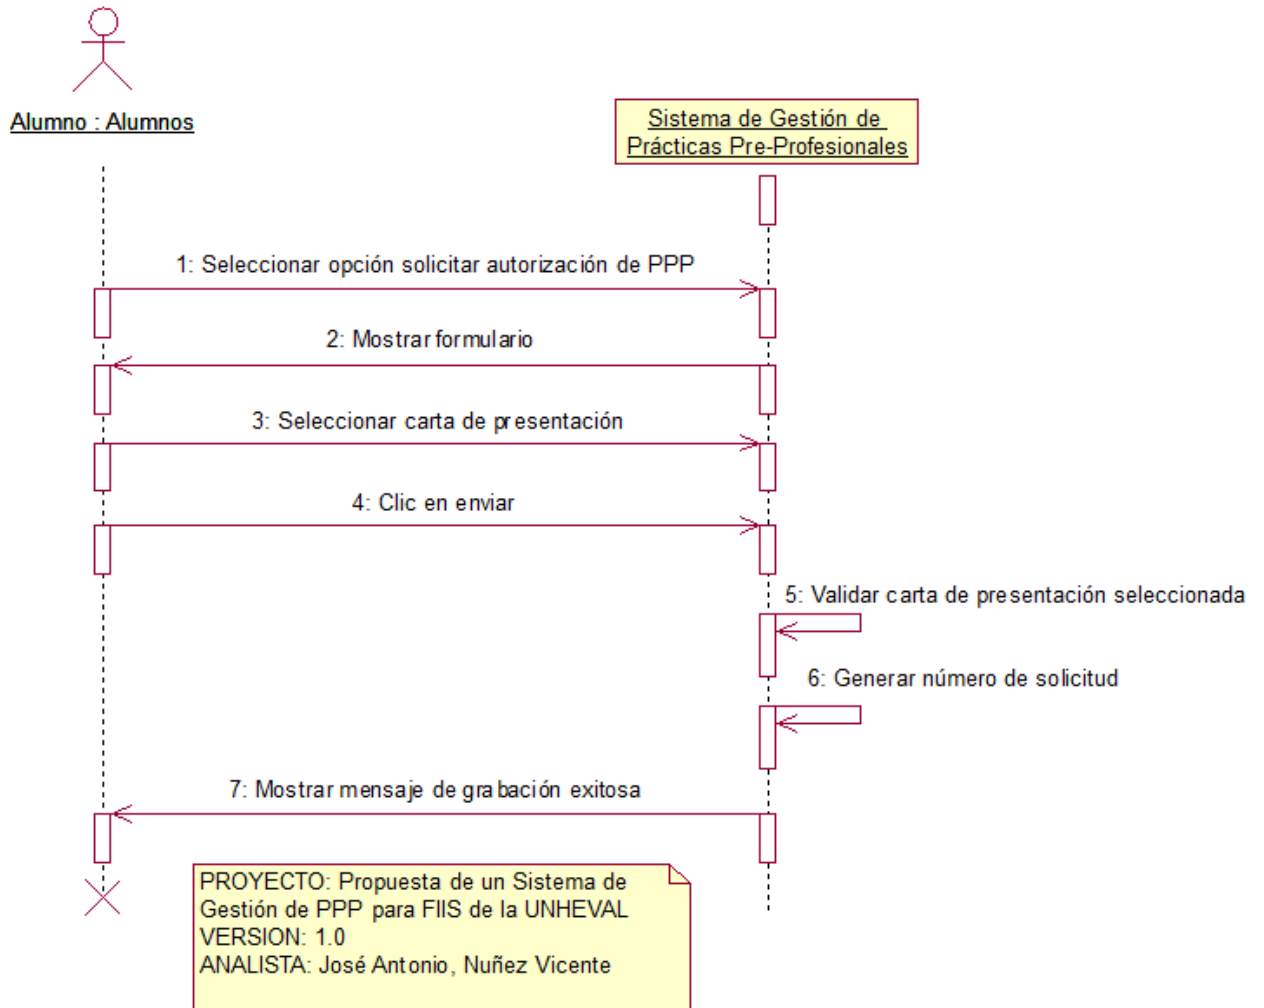 Alumno : Alumnos
Sistema de Gestión de
Prácticas Pre-Profesionales
1: Seleccionar opción solicitar autorización de PPP
2: Mostrar formulario
3: Seleccionar carta de presentación
4: Clic en enviar
5: Validar carta de presentación seleccionada
6: Generar número de solicitud
7: Mostrar mensaje de grabación exitosa
PROYECTO: Propuesta de un Sistema de
Gestión de PPP para FIIS de la UNHEVAL
VERSION: 1.0
ANALISTA: José Antonio, Nuñez Vicente